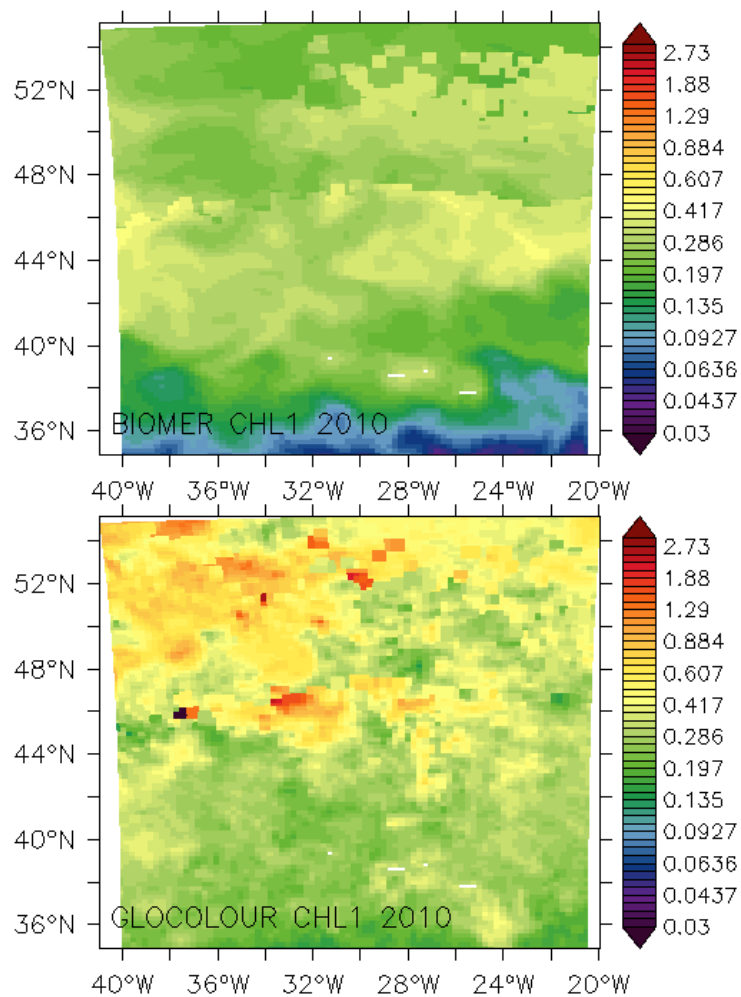 52°N
48°N
44°N
40°N
36°N
BIOMER CHL1 2010
40°W 36°W 32°W 28°W 24°W 20°W
2.73
1.88
1.29
0.884
0.607
0.417
0.286
0.197
0.135
0.0927
0.0636
0.0437
0.03
52°N
48°N
44°N
40°N
36°N
GLOCOLOUR CHL1 2010
40°W 36°W 32°W 28°W 24°W 20°W
2.73
1.88
1.29
0.884
0.607
0.417
0.286
0.197
0.135
0.0927
0.0636
0.0437
0.03